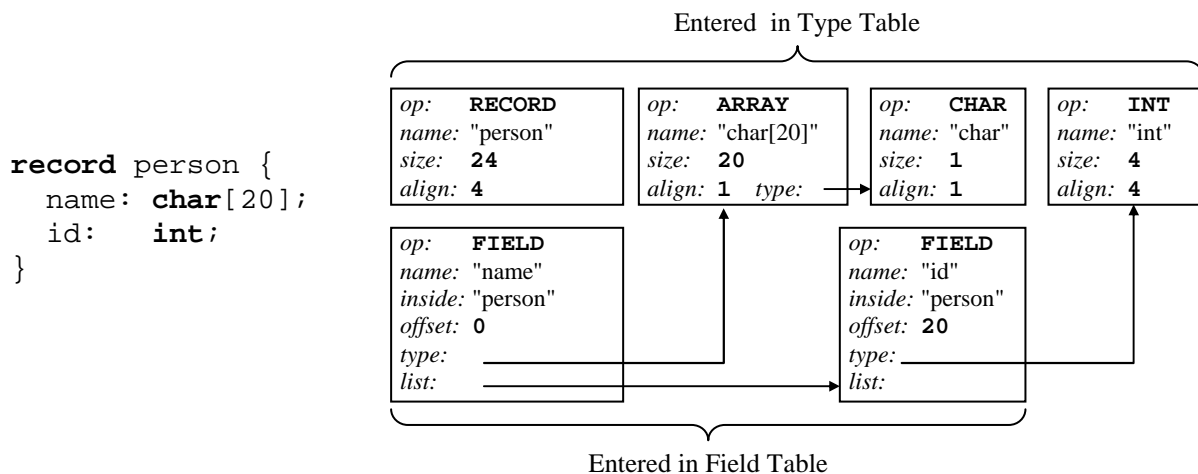 Entered in Type Table
record person {
name: char[20];
id: int;
}
op: RECORD
name: "person"
size: 24
align: 4
op: ARRAY
name: "char[20]"
size: 20
align: 1 type:
op: CHAR
name: "char"
size: 1
align: 1
op: INT
name: "int"
size: 4
align: 4
op: FIELD
name: "name"
inside: "person"
offset: 0
type:
list:
op: FIELD
name: "id"
inside: "person"
offset: 20
type:
list:
Entered in Field Table